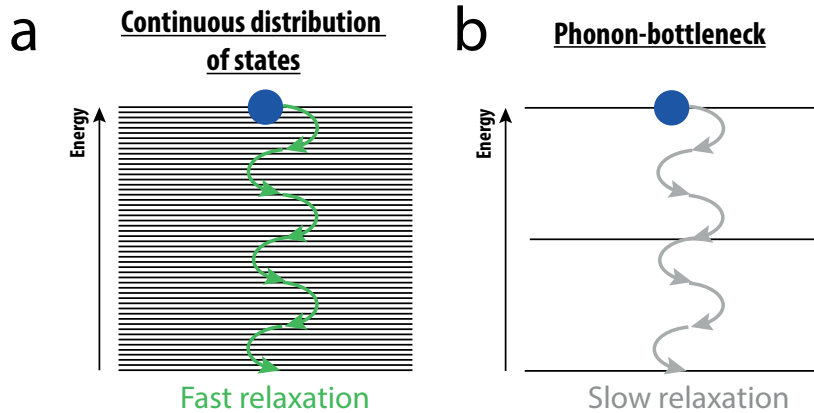 a
Continuous distribution
of states
Energy
Fast relaxation
b
Phonon-bottleneck
Energy
Slow relaxation